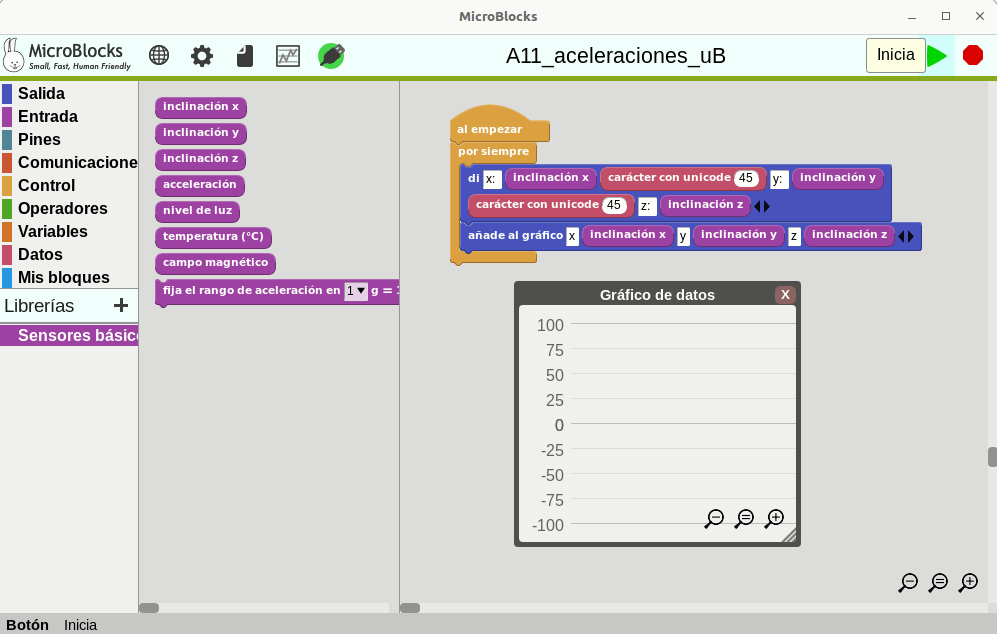 MicroBlocks
MicroBlocks
Small, Fast, Human Friendly
A11_aceleraciones_uB
Inicia
Salida
Entrada
Pines
Comunicacione
Control
Operadores
Variables
Datos
Mis bloques
Librerías +
Sensores básico
inclinación x
inclinación y
inclinación z
acceleración
nivel de luz
temperatura (°C)
campo magnético
fija el rango de aceleración en 1 g =
al empezar
por siempre
di x: inclinación x carácter con unicode 45 y: inclinación y
carácter con unicode 45 z: inclinación z
añade al gráfico x inclinación x y inclinación y z inclinación z
Gráfico de datos X
100
75
50
25
0
-25
-50
-75
-100
Botón Inicia